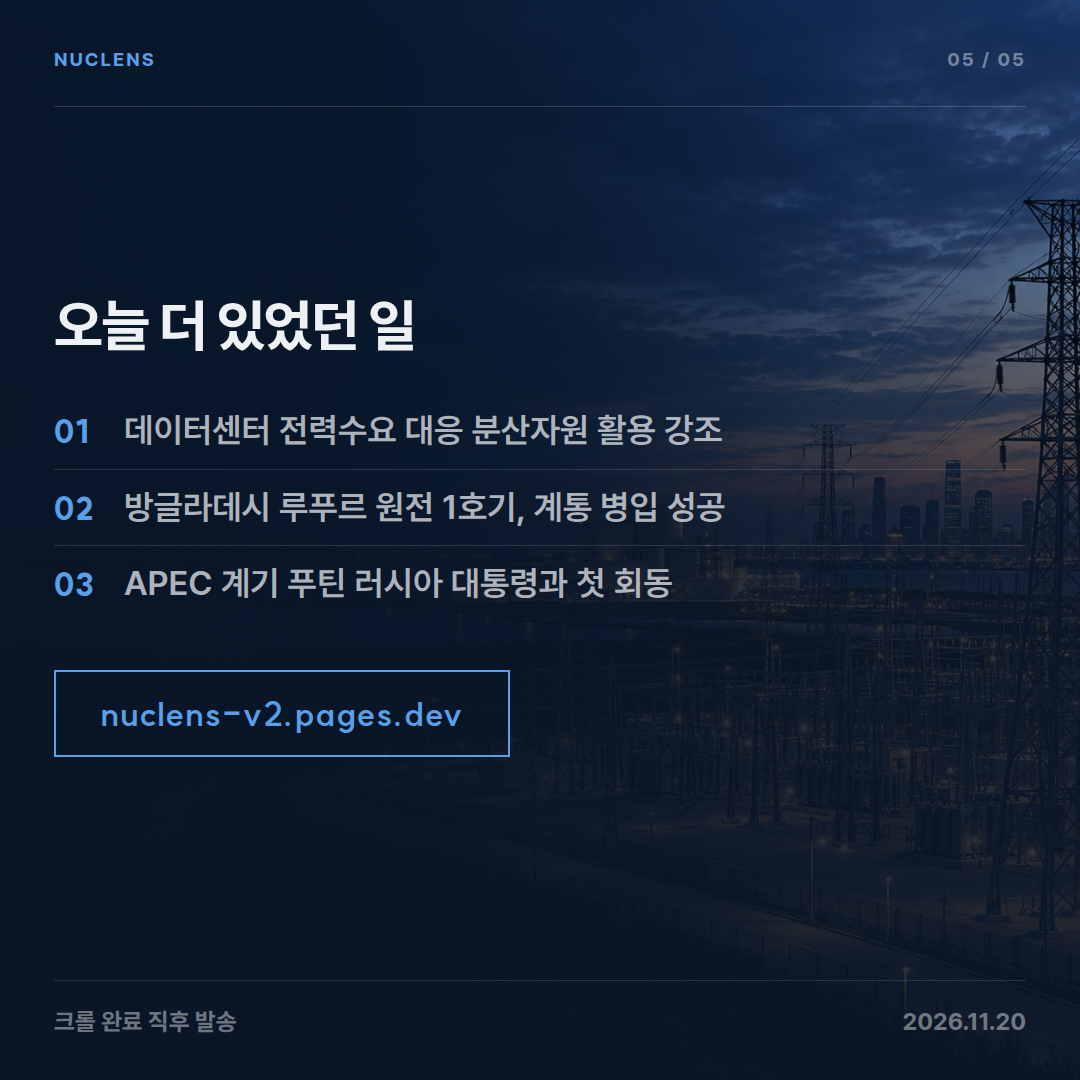 NUCLENS
05 / 05
오늘 더 있었던 일
01 데이터센터 전력수요 대응 분산자원 활용 강조
02 방글라데시 루푸르 원전 1호기, 계통 병입 성공
03 APEC 계기 푸틴 러시아 대통령과 첫 회동
nuclens-v2.pages.dev
크롤 완료 직후 발송
2026.11.20